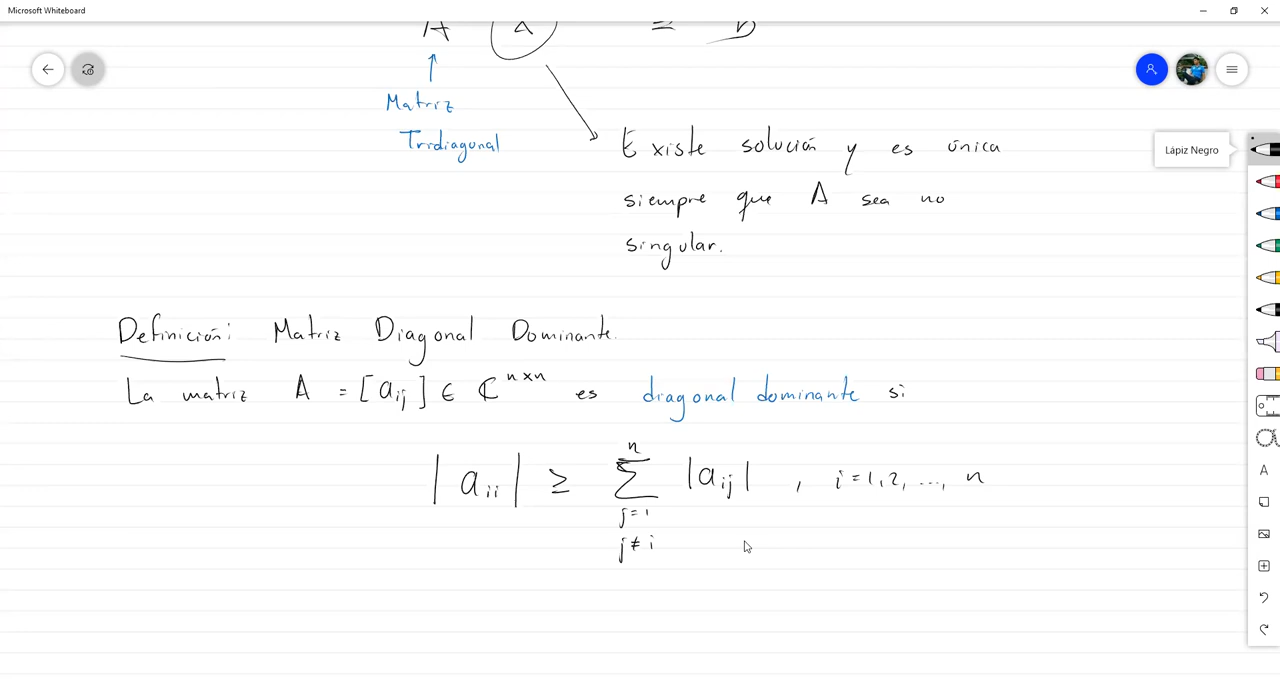 Microsoft Whiteboard
A
Matriz
Tridiagonal
Existe solución y es única
siempre que A sea no
singular.
Lápiz Negro
Definición: Matriz Diagonal Dominante.
La matriz A = [aij] ∈ ℂ^{n×n} es diagonal dominante si
|aii| ≥ ∑_{j=1, j≠i}^{n} |aij| , i=1,2, ..., n
A